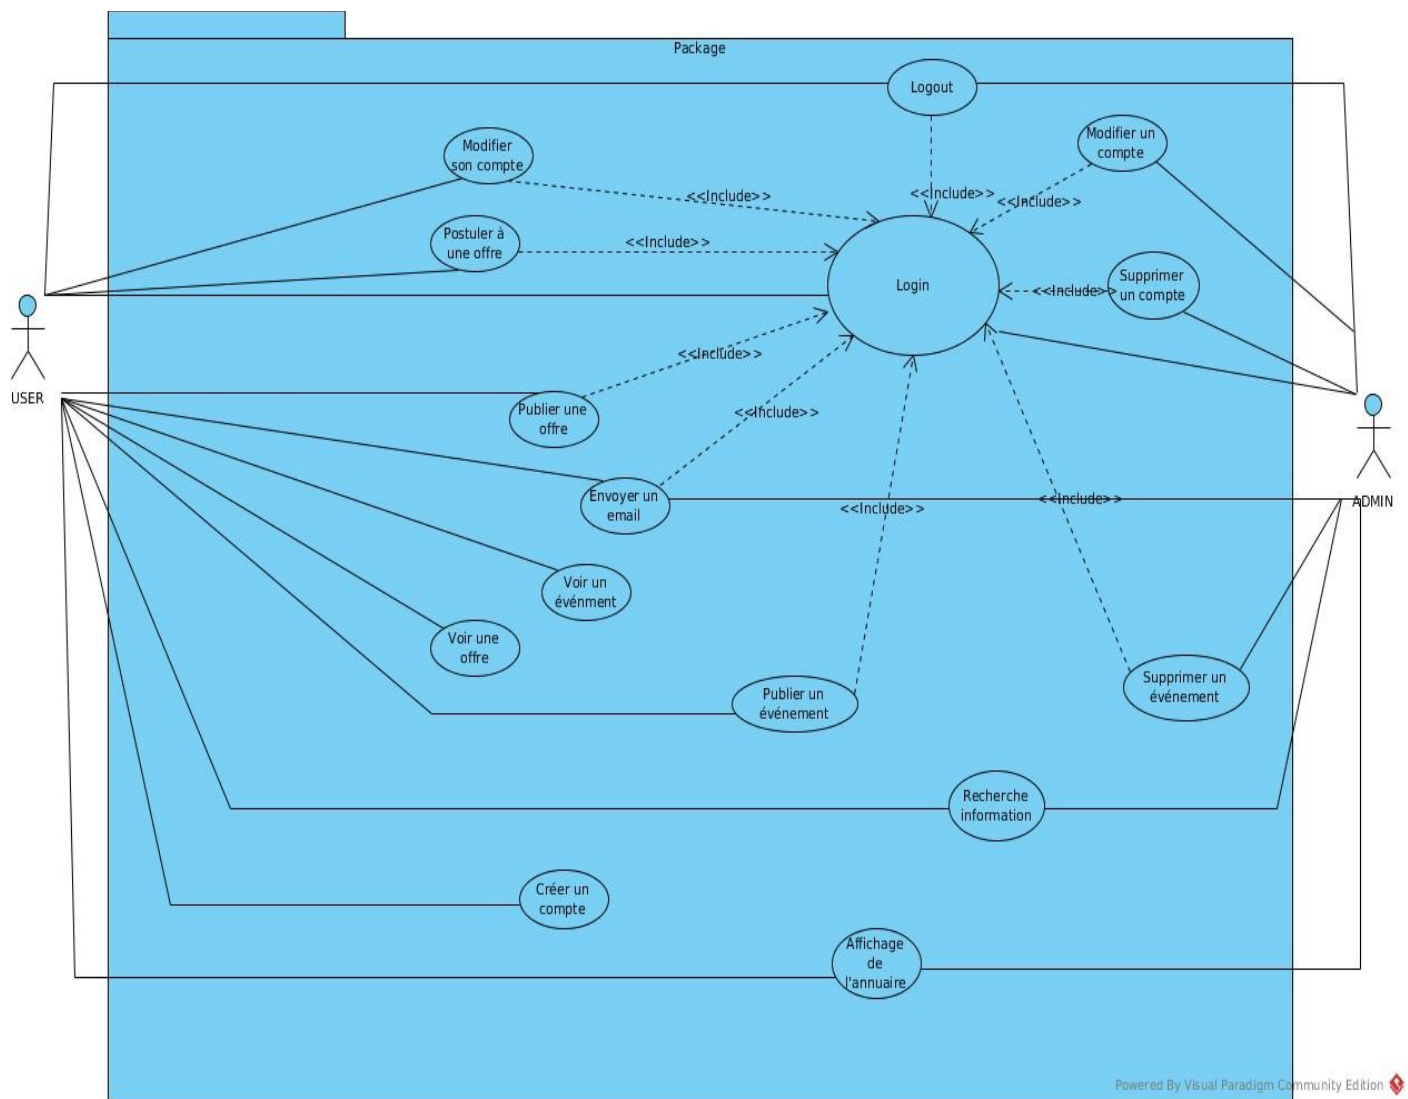 Package
Logout
Modifier
son compte
Modifier un
compte
<<Include>>
<<Include>>
<<Include>>
Postuler à
une offre
<<Include>>
Login
Supprimer
un compte
<<Include>>
USER
<<Include>>
Publier une
offre
<<Include>>
Envoyer un
email
<<Include>>
<<Include>>
ADMIN
Voir un
événment
Voir une
offre
Publier un
événement
Supprimer un
événement
Recherche
information
Créer un
compte
Affichage
de
l'annuaire
Powered By Visual Paradigm Community Edition